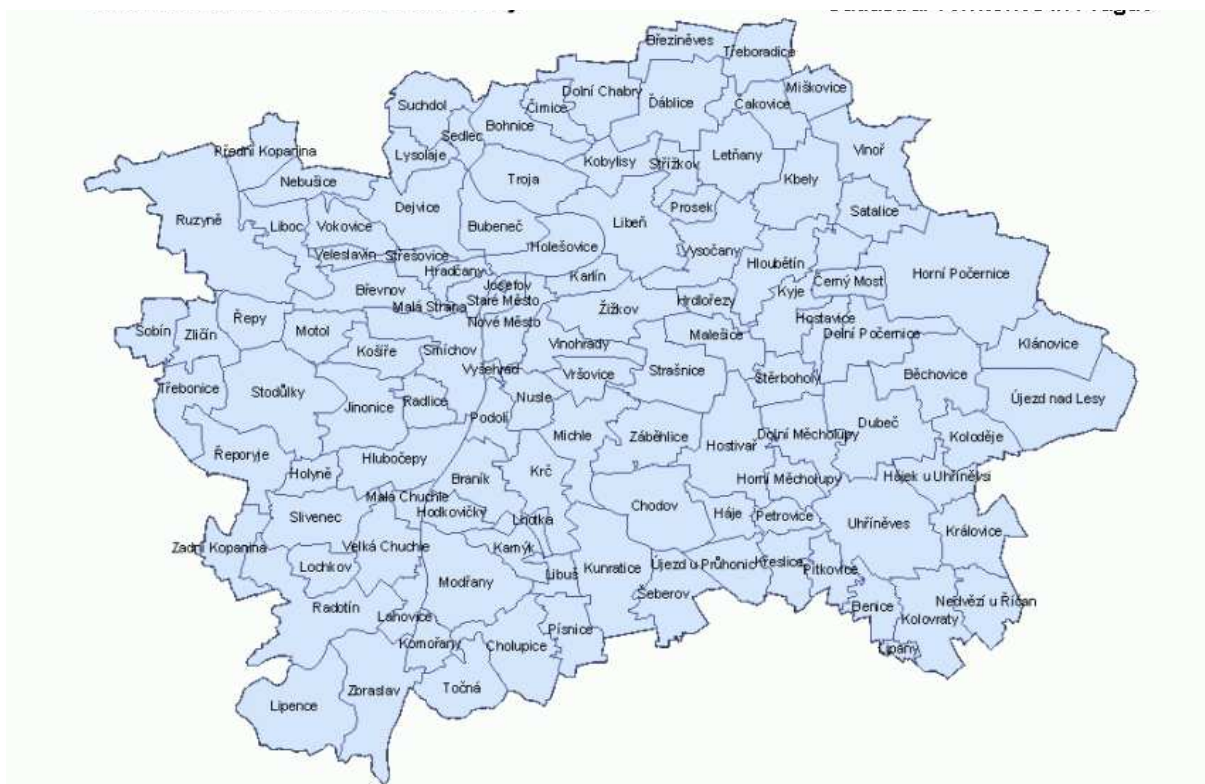 Březiněves
Třeboradice
Dolní Chabry
Miškovice
Suchdol
Čimice
Ďáblice
Čakovice
Bohnice
Sedlec
Přední Kopanina
Lysolaje
Kobylisy
Střížkov
Letňany
Vinoř
Nebušice
Troja
Kbely
Dejvice
Prosek
Satalice
Ruzyně
Liboc
Vokovice
Bubeneč
Libeň
Holešovice
Vysočany
Veleslavín
Střešovice
Hloubětín
Hradčany
Karlín
Horní Počernice
Břevnov
Josefov
Černý Most
Staré Město
Hrdlořezy
Kyje
Malá Strana
Žižkov
Řepy
Hostavice
Sobín
Zličín
Motol
Nové Město
Malešice
Dolní Počernice
Vinohrady
Klánovice
Košíře
Smíchov
Třebonice
Vyšehrad
Strašnice
Štěrboholy
Běchovice
Vršovice
Stodůlky
Jinonice
Radlice
Nusle
Újezd nad Lesy
Podolí
Dubeč
Michle
Záběhlice
Dolní Měcholupy
Koloděje
Hostivař
Řeporyje
Hlubočepy
Holyně
Krč
Braník
Horní Měcholupy
Hájek u Uhříněvsi
Malá Chuchle
Chodov
Hodkovičky
Háje
Petrovice
Slivenec
Lhotka
Uhříněves
Královice
Zadní Kopanina
Velká Chuchle
Kamýk
Újezd u Průhonic
Křeslice
Lochkov
Kunratice
Pitkovice
Modřany
Libuš
Šeberov
Nedvězí u Říčan
Radotín
Benice
Lahovice
Kolovraty
Písnice
Komořany
Cholupice
Lipany
Točná
Zbraslav
Lipence